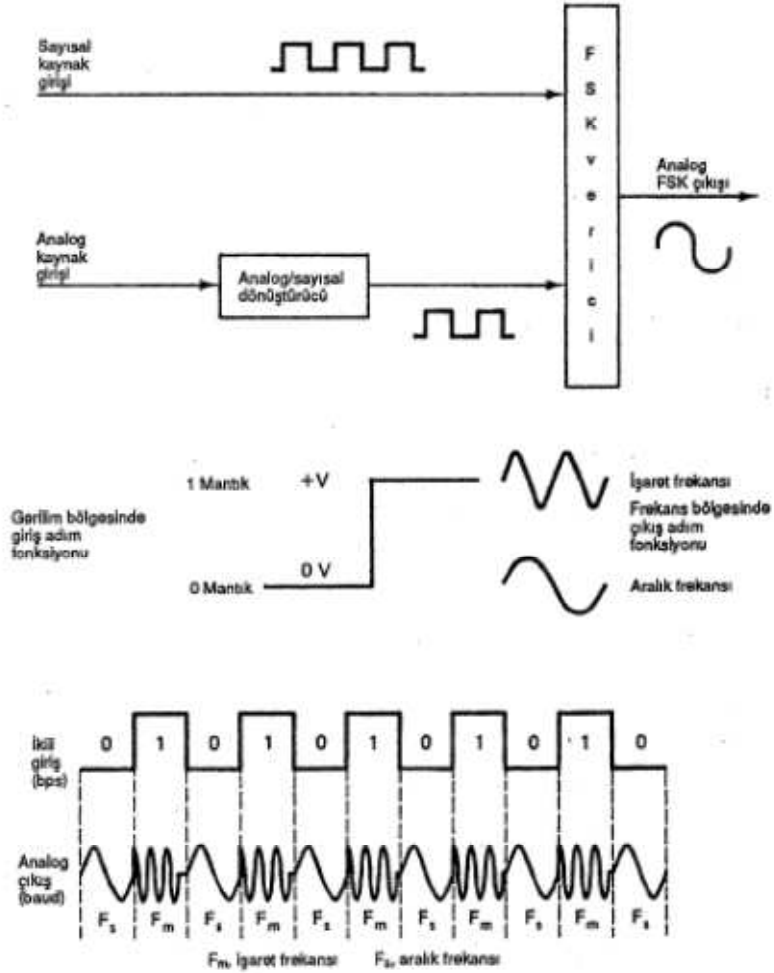 Sayısal
kaynak
girişi
FSK verici
Analog
FSK çıkışı
Analog
kaynak
girişi
Analog/sayısal
dönüştürücü
1 Mantık
+V
İşaret frekansı
Gerilim bölgesinde
giriş adım
fonksiyonu
Frekans bölgesinde
çıkış adım
fonksiyonu
0 V
0 Mantık
Aralık frekansı
İkil
giriş
(bps)
0 1 0 1 0 1 0 1 0 1 0
Analog
çıkış
(baud)
Fs Fm Fs Fm Fs Fm Fs Fm Fs Fm Fs
Fm, işaret frekansı Fs, aralık frekansı